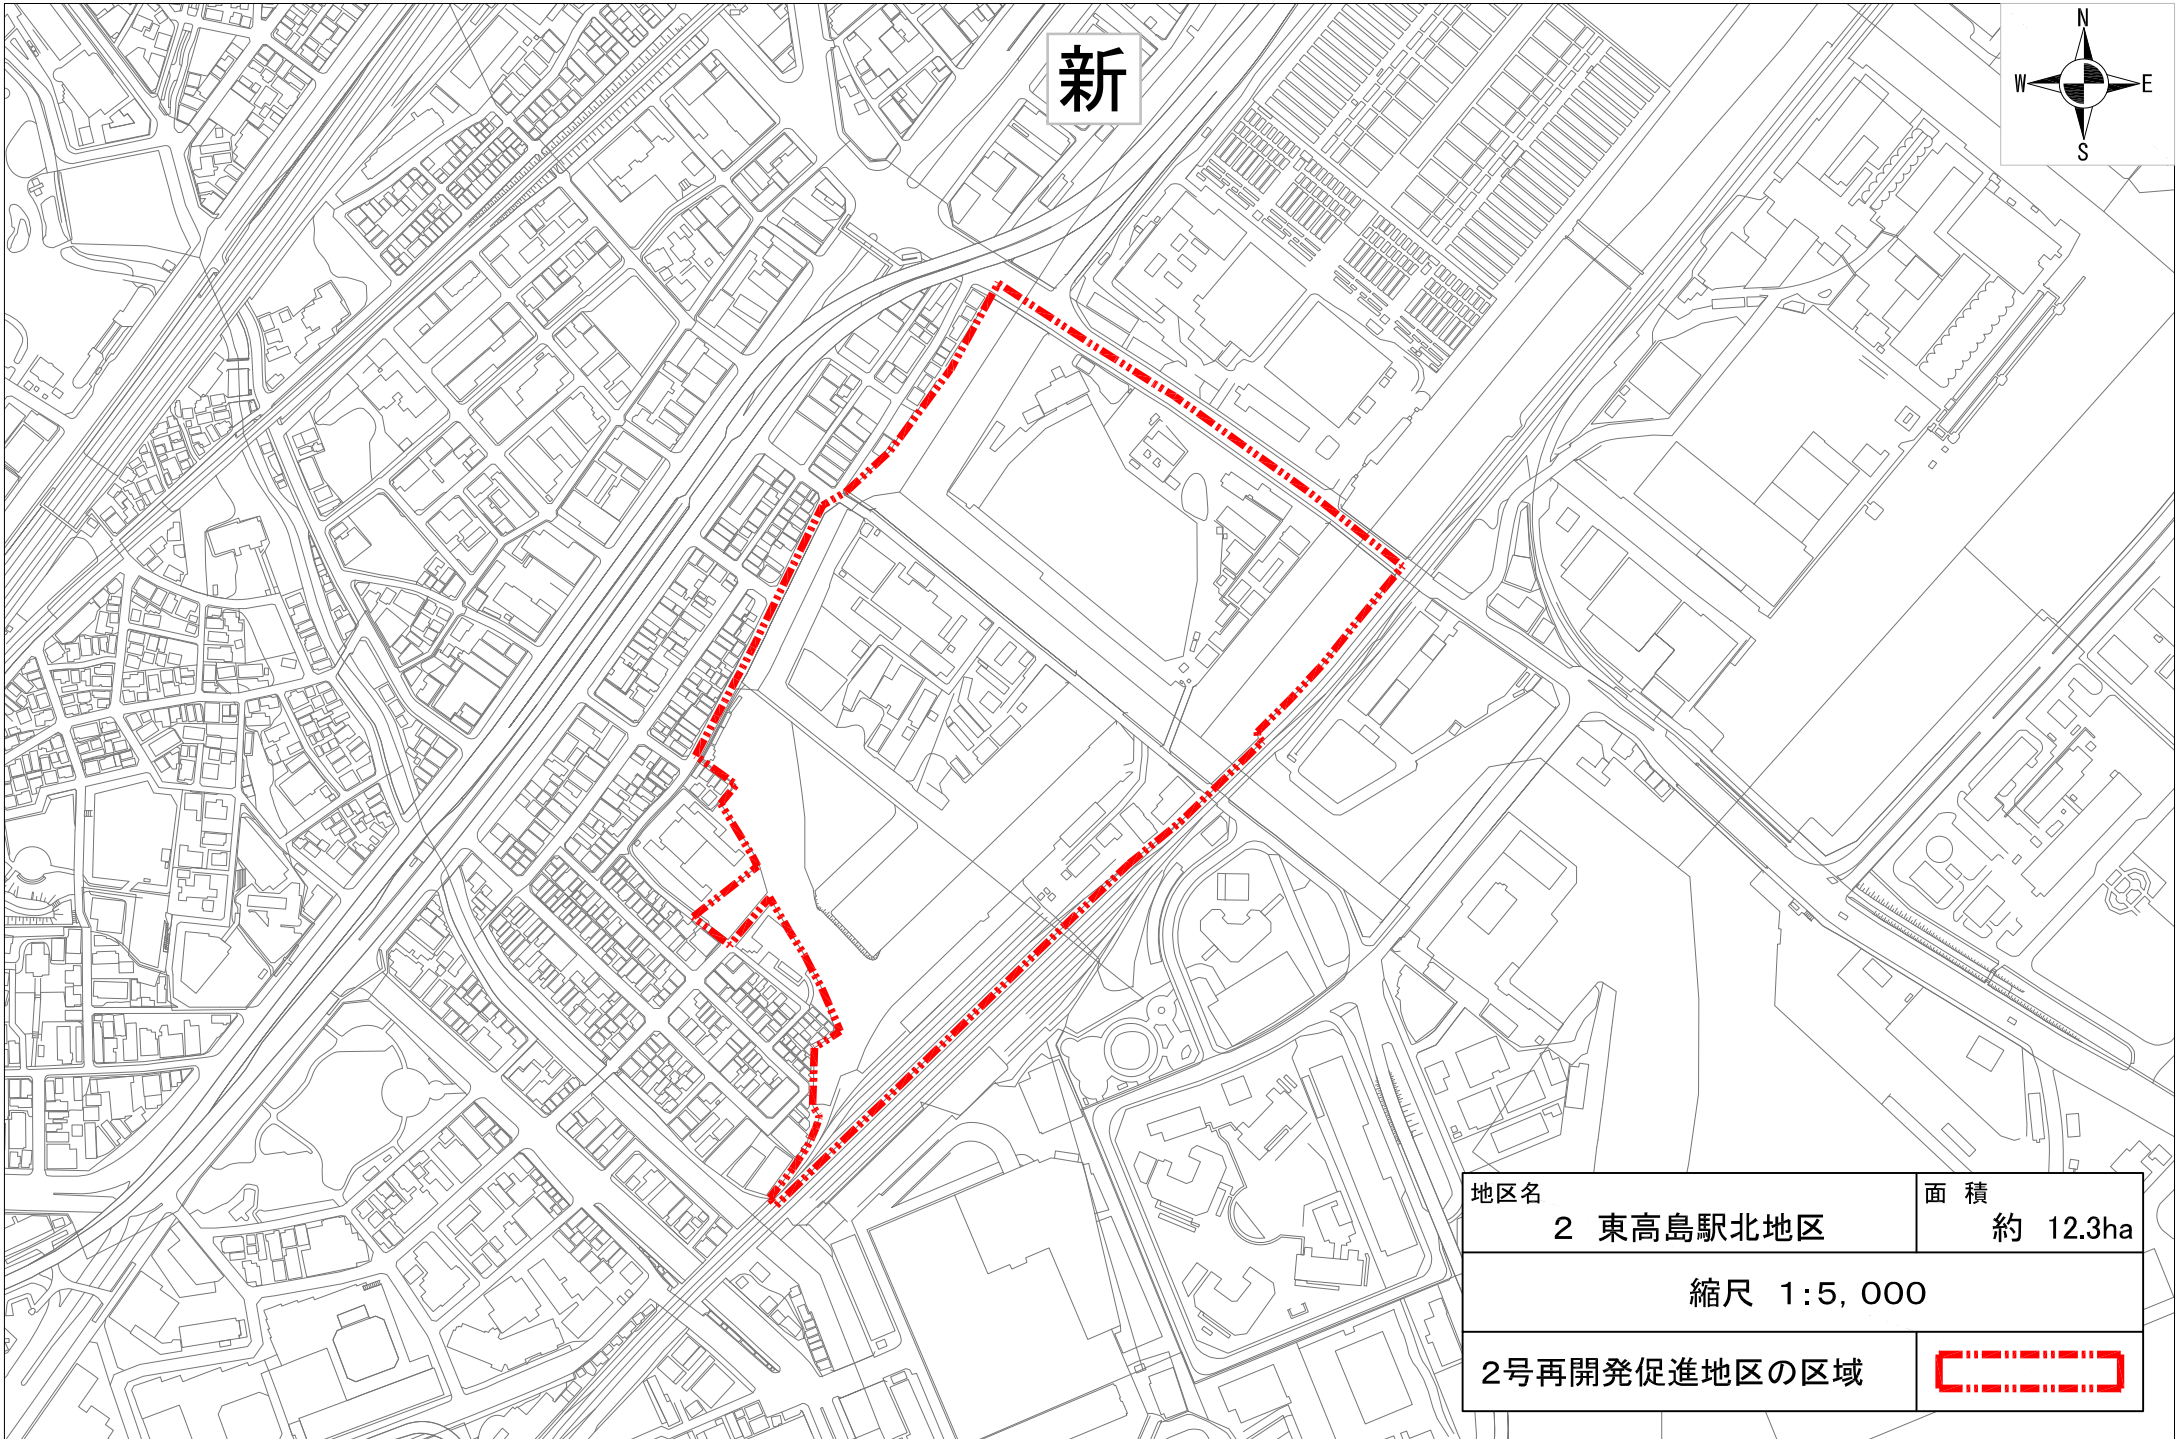 新
N
W E
S
地区名
2 東高島駅北地区
面 積
約 12.3ha
縮尺 1:5,000
2号再開発促進地区の区域